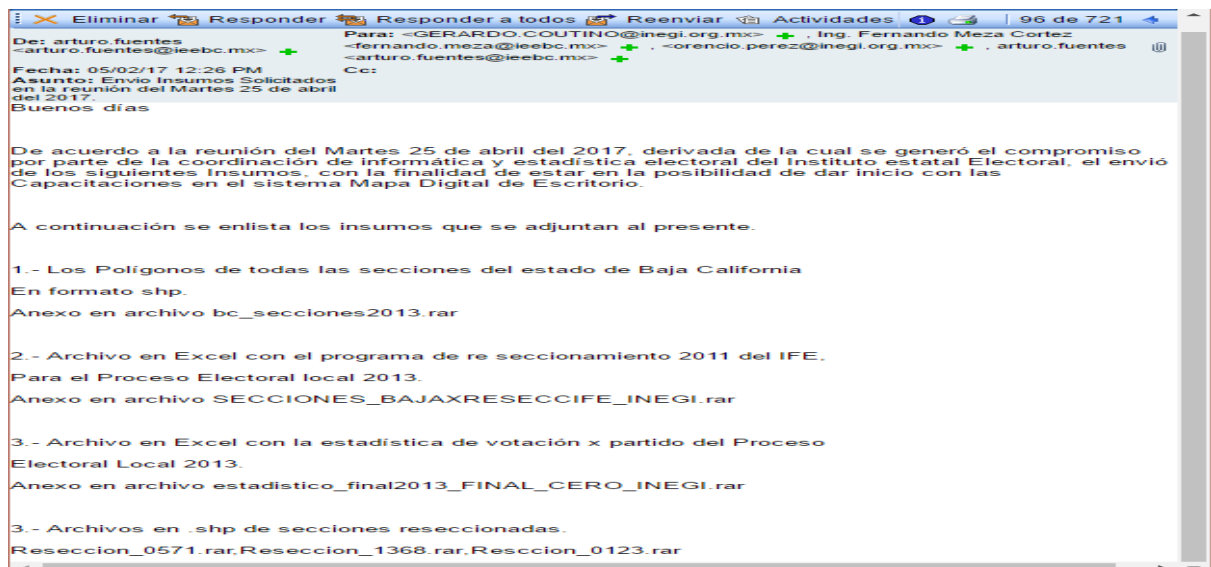 Eliminar Responder Responder a todos Reenviar Actividades 96 de 721
De: arturo.fuentes
<arturo.fuentes@ieebc.mx>
Para: <GERARDO.COUTINO@inegi.org.mx> , Ing. Fernando Meza Cortez
<fernando.meza@ieebc.mx> , <orencio.perez@inegi.org.mx> , arturo.fuentes
<arturo.fuentes@ieebc.mx>
Fecha: 05/02/17 12:26 PM
Cc:
Asunto: Envio Insumos Solicitados
en la reunión del Martes 25 de abril
del 2017.
Buenos días
De acuerdo a la reunión del Martes 25 de abril del 2017, derivada de la cual se generó el compromiso
por parte de la coordinación de informática y estadística electoral del Instituto estatal Electoral, el envió
de los siguientes Insumos, con la finalidad de estar en la posibilidad de dar inicio con las
Capacitaciones en el sistema Mapa Digital de Escritorio.
A continuación se enlista los insumos que se adjuntan al presente.
1.- Los Polígonos de todas las secciones del estado de Baja California
En formato shp.
Anexo en archivo bc_secciones2013.rar
2.- Archivo en Excel con el programa de re seccionamiento 2011 del IFE,
Para el Proceso Electoral local 2013.
Anexo en archivo SECCIONES_BAJAXRESECCIFE_INEGI.rar
3.- Archivo en Excel con la estadística de votación x partido del Proceso
Electoral Local 2013.
Anexo en archivo estadistico_final2013_FINAL_CERO_INEGI.rar
3.- Archivos en .shp de secciones reseccionadas.
Reseccion_0571.rar,Reseccion_1368.rar,Resccion_0123.rar